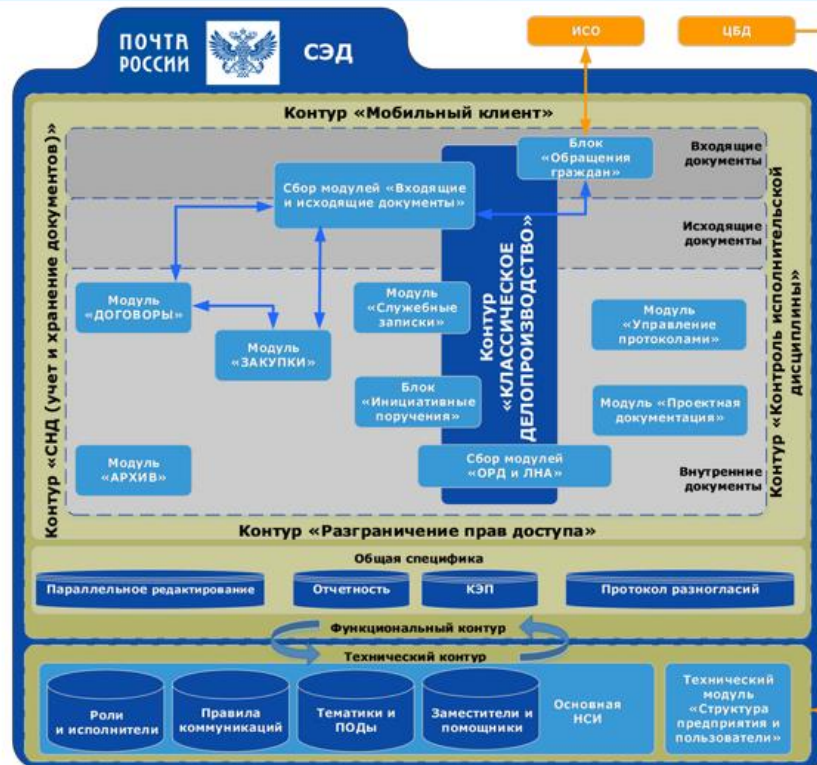 ПОЧТА
РОССИИ
СЭД
ИСО
ЦБД
Контур «Мобильный клиент»
Контур «СНД (учет и хранение документов)»
Блок
«Обращения
граждан»
Входящие
документы
Сбор модулей «Входящие
и исходящие документы»
Исходящие
документы
Контур
«КЛАССИЧЕСКОЕ
ДЕЛОПРОИЗВОДСТВО»
Контур «Контроль исполнительской
дисциплины»
Модуль
«ДОГОВОРЫ»
Модуль
«Служебные
записки»
Модуль
«Управление
протоколами»
Модуль
«ЗАКУПКИ»
Блок
«Инициативные
поручения»
Модуль «Проектная
документация»
Модуль
«АРХИВ»
Сбор модулей
«ОРД и ЛНА»
Внутренние
документы
Контур «Разграничение прав доступа»
Общая специфика
Параллельное редактирование
Отчетность
КЭП
Протокол разногласий
Функциональный контур
Технический контур
Роли
и исполнители
Правила
коммуникаций
Тематики и
ПОДы
Заместители и
помощники
Основная
НСИ
Технический
модуль
«Структура
предприятия и
пользователи»